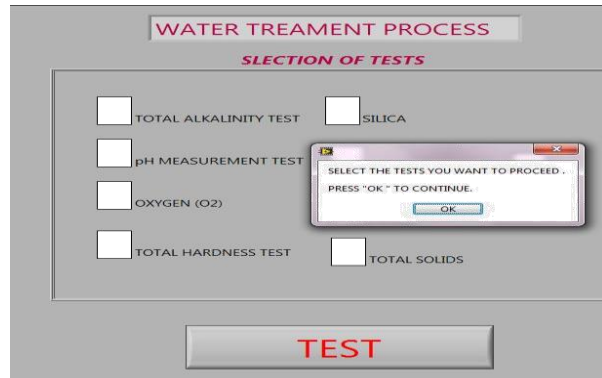 WATER TREAMENT PROCESS
SLECTION OF TESTS
TOTAL ALKALINITY TEST
SILICA
pH MEASUREMENT TEST
SELECT THE TESTS YOU WANT TO PROCEED .
PRESS "OK " TO CONTINUE.
OK
OXYGEN (O2)
TOTAL HARDNESS TEST
TOTAL SOLIDS
TEST